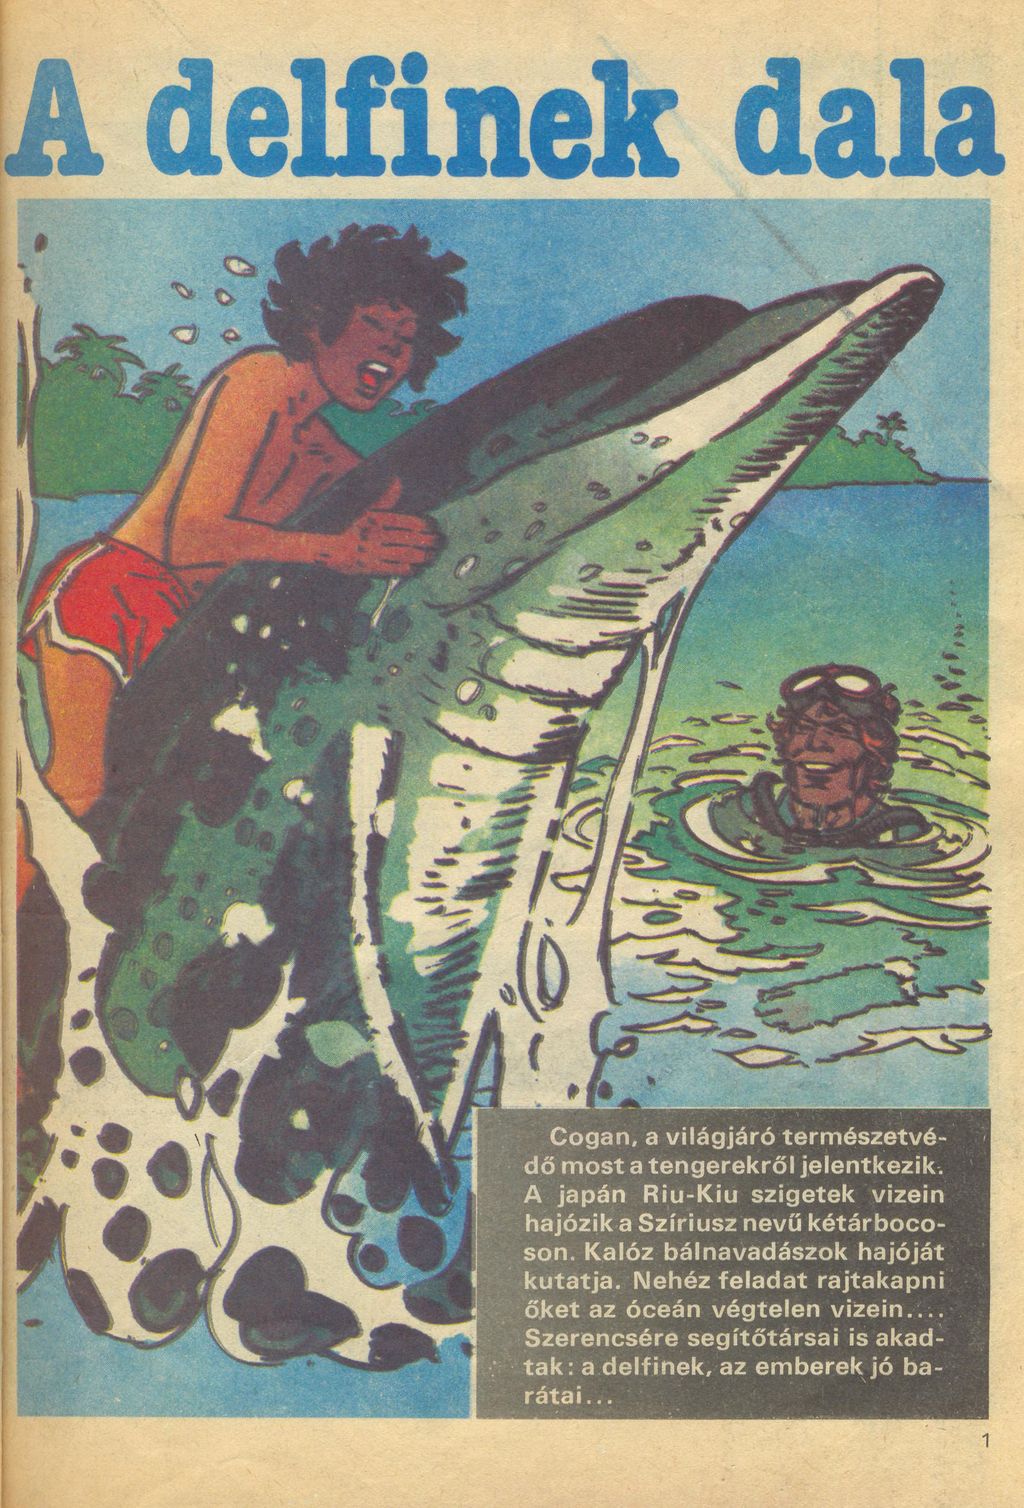 A delfinek dala
Cogan, a világjáró természetvé-
dő most a tengerekről jelentkezik.
A japán Riu-Kiu szigetek vizein
hajózik a Szíriusz nevű kétárboco-
son. Kalóz bálnavadászok hajóját
kutatja. Nehéz feladat rajtakapni
őket az óceán végtelen vizein....
Szerencsére segítőtársai is akad-
tak: a delfinek, az emberek jó ba-
rátai...
1